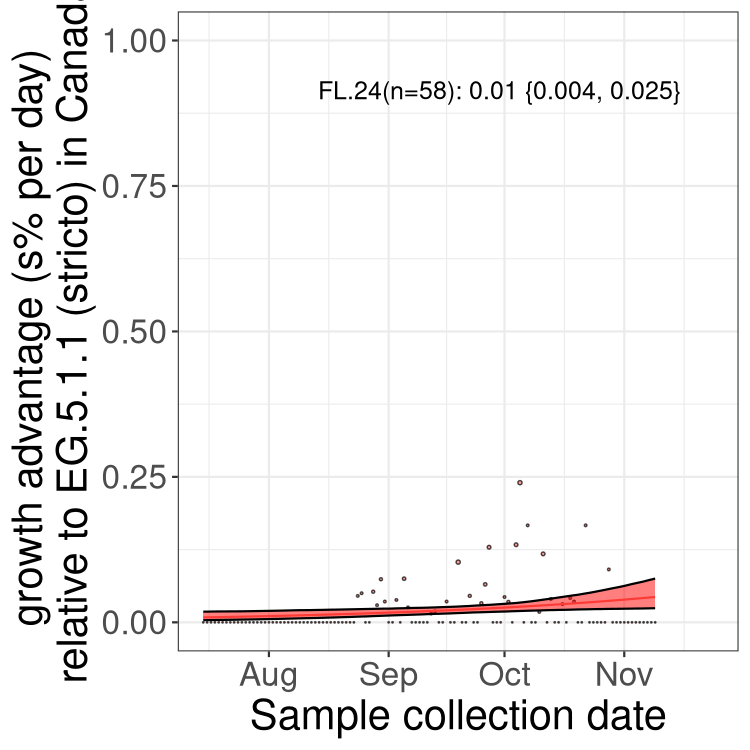 growth advantage (s% per day)
relative to EG.5.1.1 (stricto) in Canada
1.00
0.75
0.50
0.25
0.00
FL.24(n=58): 0.01 {0.004, 0.025}
Aug Sep Oct Nov
Sample collection date